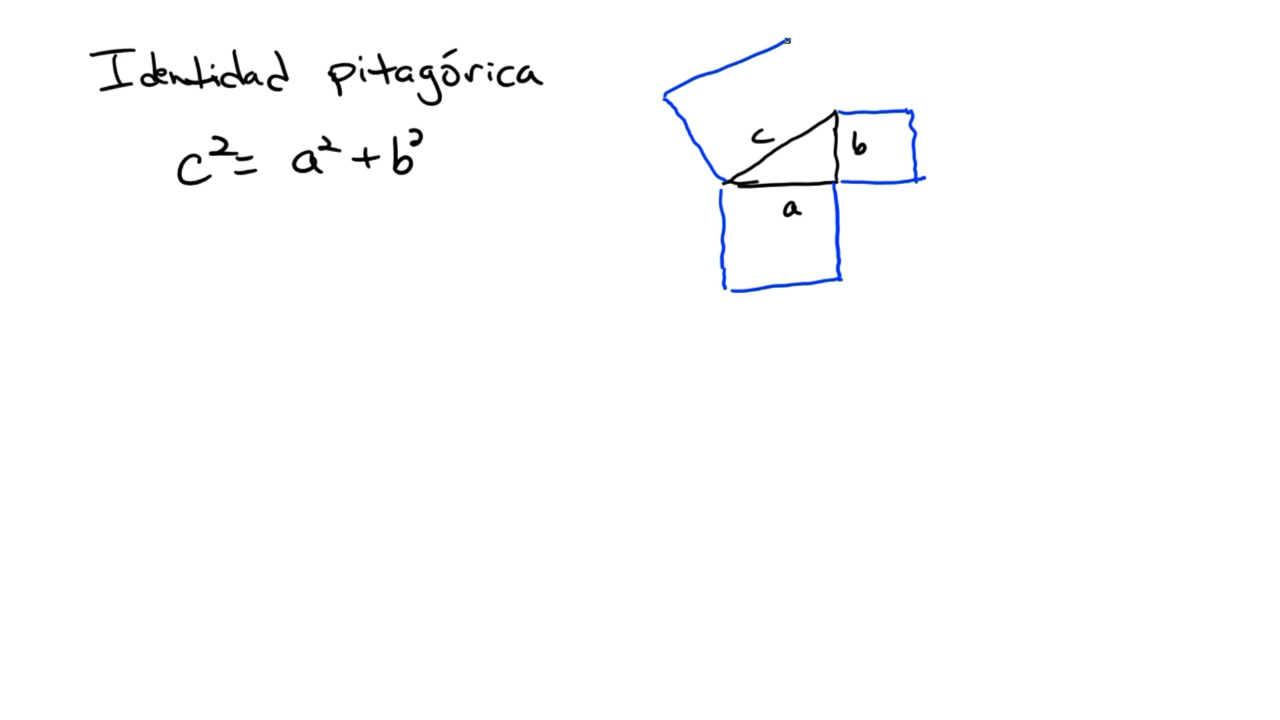 Identidad pitagórica
c² = a² + b²
c
b
a